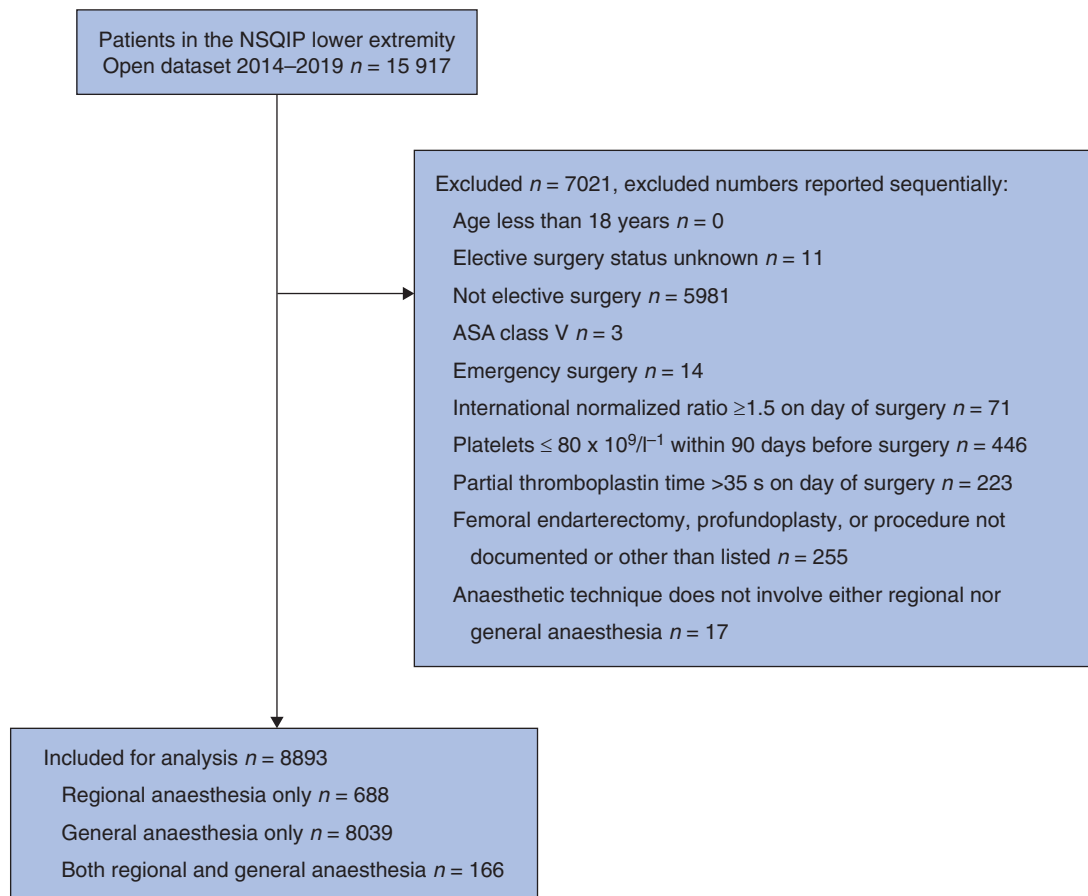 Patients in the NSQIP lower extremity
Open dataset 2014–2019 n = 15 917
Excluded n = 7021, excluded numbers reported sequentially:
Age less than 18 years n = 0
Elective surgery status unknown n = 11
Not elective surgery n = 5981
ASA class V n = 3
Emergency surgery n = 14
International normalized ratio ≥1.5 on day of surgery n = 71
Platelets ≤ 80 x 10⁹/l⁻¹ within 90 days before surgery n = 446
Partial thromboplastin time >35 s on day of surgery n = 223
Femoral endarterectomy, profundoplasty, or procedure not
documented or other than listed n = 255
Anaesthetic technique does not involve either regional nor
general anaesthesia n = 17
Included for analysis n = 8893
Regional anaesthesia only n = 688
General anaesthesia only n = 8039
Both regional and general anaesthesia n = 166